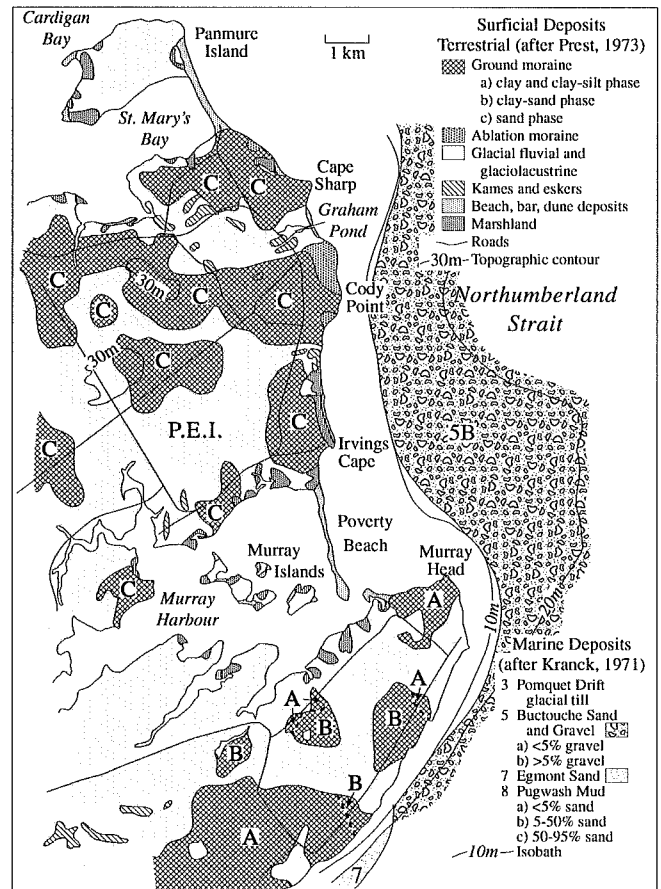 Cardigan
Bay
Panmure
Island
1 km
St. Mary's
Bay
Cape
Sharp
Graham
Pond
C
C
C
C
C
C
30m
Cody
Point
30m
C
P.E.I.
C
C
Irvings
Cape
C
Poverty
Beach
Murray
Islands
Murray
Head
C
Murray
Harbour
A
A
A
B
B
B
B
A
7
5B
10m
20m
Northumberland
Strait
Surficial Deposits
Terrestrial (after Prest, 1973)
Ground moraine
a) clay and clay-silt phase
b) clay-sand phase
c) sand phase
Ablation moraine
Glacial fluvial and
glaciolacustrine
Kames and eskers
Beach, bar, dune deposits
Marshland
Roads
30m Topographic contour
Marine Deposits
(after Kranck, 1971)
3 Pomquet Drift
glacial till
5 Buctouche Sand
and Gravel
a) <5% gravel
b) >5% gravel
7 Egmont Sand
8 Pugwash Mud
a) <5% sand
b) 5-50% sand
c) 50-95% sand
10m Isobath